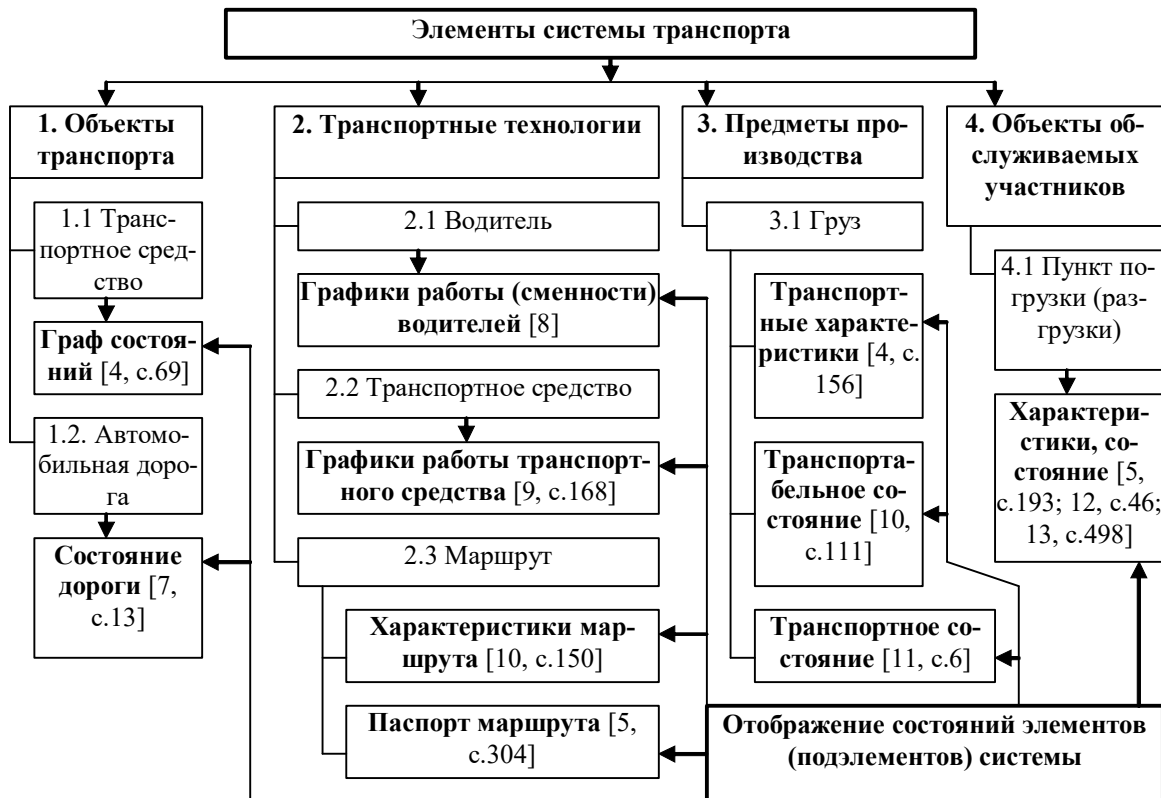 Элементы системы транспорта
1. Объекты
транспорта
1.1 Транс-
портное сред-
ство
Граф состоя-
ний [4, с.69]
1.2. Автомо-
бильная доро-
га
Состояние
дороги [7,
с.13]
2. Транспортные технологии
2.1 Водитель
Графики работы (сменности)
водителей [8]
2.2 Транспортное средство
Графики работы транспорт-
ного средства [9, с.168]
2.3 Маршрут
Характеристики мар-
шрута [10, с.150]
Паспорт маршрута [5,
с.304]
3. Предметы про-
изводства
3.1 Груз
Транспорт-
ные характе-
ристики [4, с.
156]
Транспорта-
бельное со-
стояние [10,
с.111]
Транспортное со-
стояние [11, с.6]
4. Объекты об-
служиваемых
участников
4.1 Пункт по-
грузки (раз-
грузки)
Характери-
стики, со-
стояние [5,
с.193; 12, с.46;
13, с.498]
Отображение состояний элементов
(подэлементов) системы